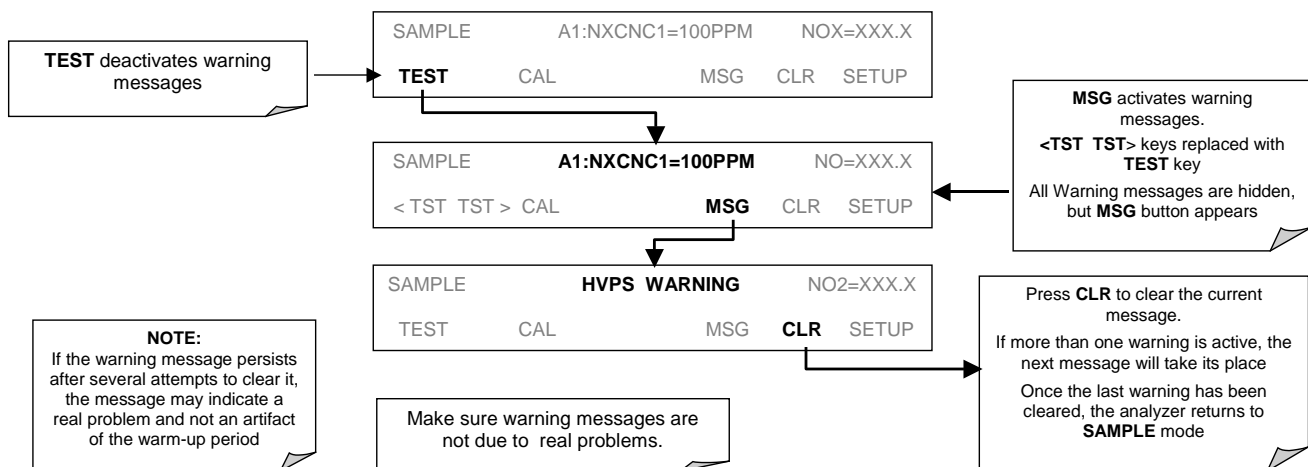 TEST deactivates warning
messages
SAMPLE A1:NXCNC1=100PPM NOX=XXX.X
TEST CAL MSG CLR SETUP
SAMPLE A1:NXCNC1=100PPM NO=XXX.X
< TST TST > CAL MSG CLR SETUP
MSG activates warning
messages.
<TST TST> keys replaced with
TEST key
All Warning messages are hidden,
but MSG button appears
SAMPLE HVPS WARNING NO2=XXX.X
TEST CAL MSG CLR SETUP
NOTE:
If the warning message persists
after several attempts to clear it,
the message may indicate a
real problem and not an artifact
of the warm-up period
Make sure warning messages are
not due to real problems.
Press CLR to clear the current
message.
If more than one warning is active, the
next message will take its place
Once the last warning has been
cleared, the analyzer returns to
SAMPLE mode